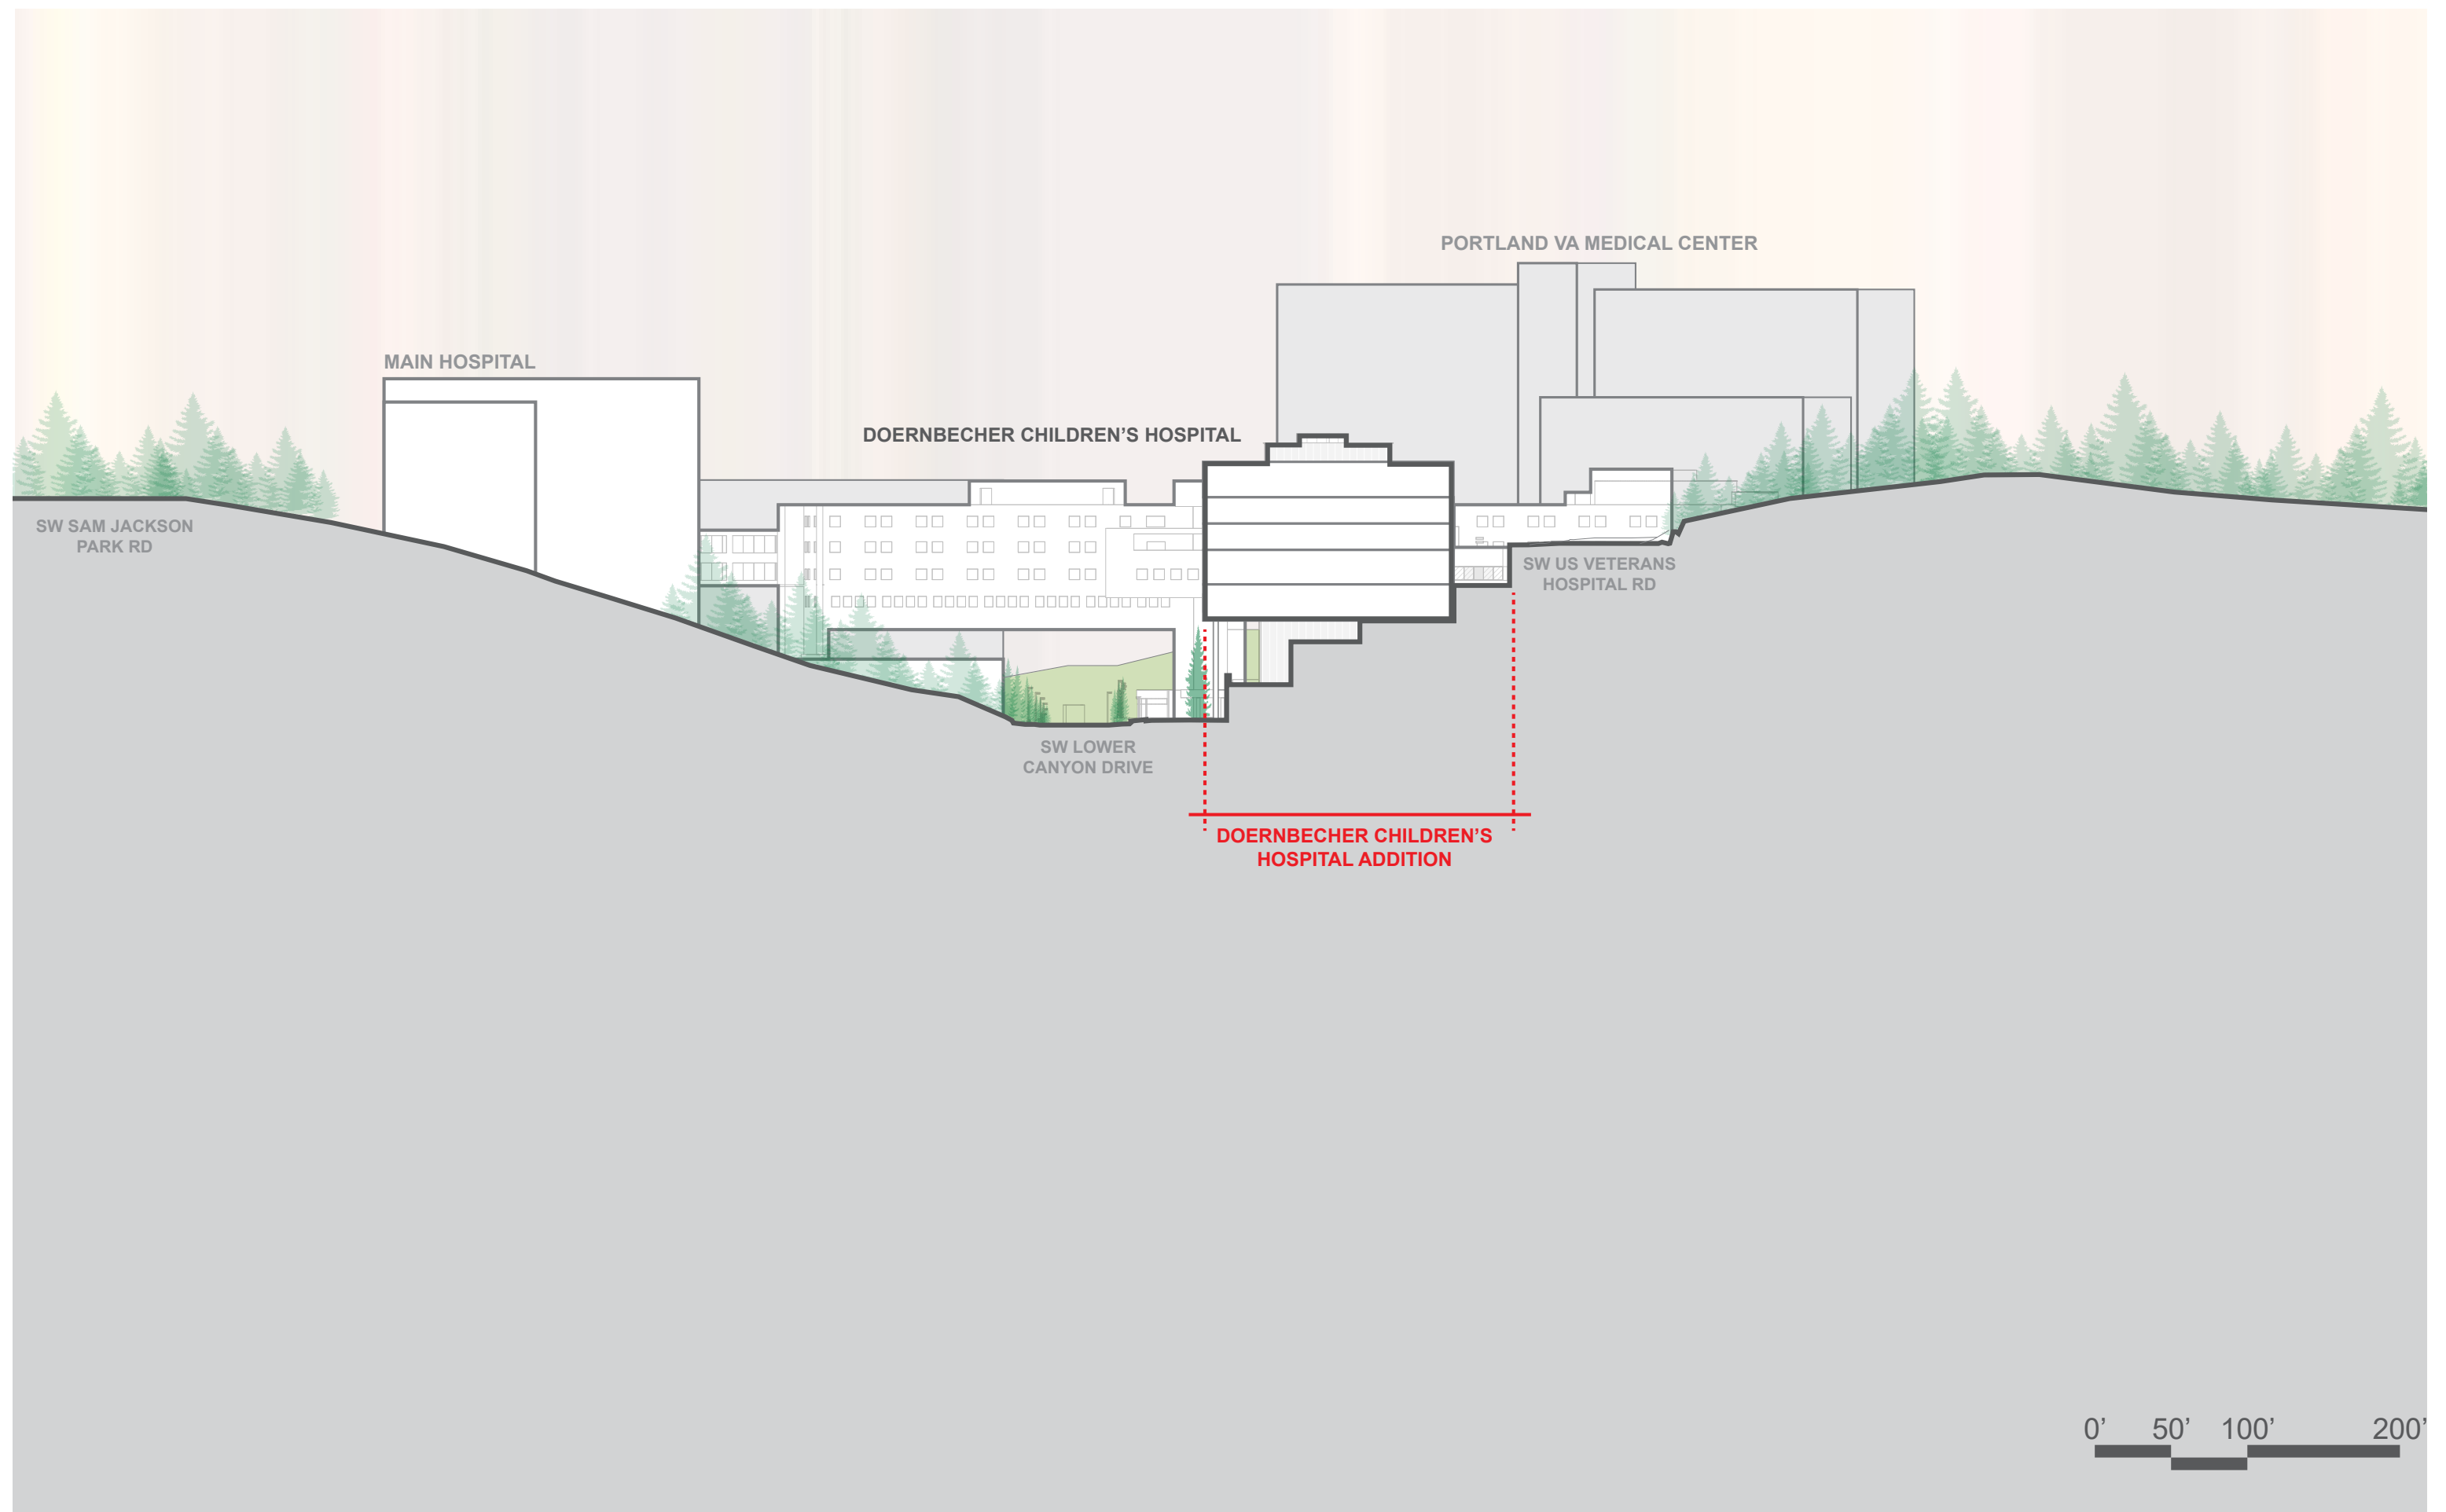 PORTLAND VA MEDICAL CENTER
MAIN HOSPITAL
DOERNBECHER CHILDREN’S HOSPITAL
SW SAM JACKSON
PARK RD
SW US VETERANS
HOSPITAL RD
SW LOWER
CANYON DRIVE
DOERNBECHER CHILDREN’S
HOSPITAL ADDITION
0’ 50’ 100’ 200’